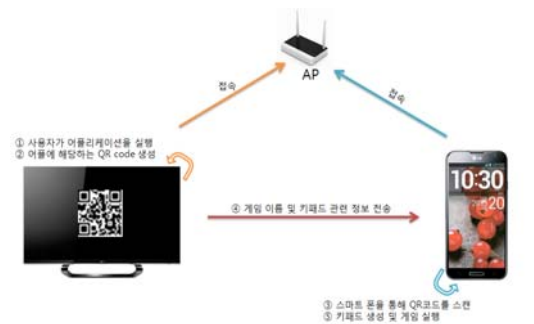 AP
접속
접속
① 사용자가 어플리케이션을 실행
② 어플에 해당하는 QR code 생성
10:30
20
④ 게임 이름 및 키패드 관련 정보 전송
③ 스마트 폰을 통해 QR코드를 스캔
⑤ 키패드 생성 및 게임 실행